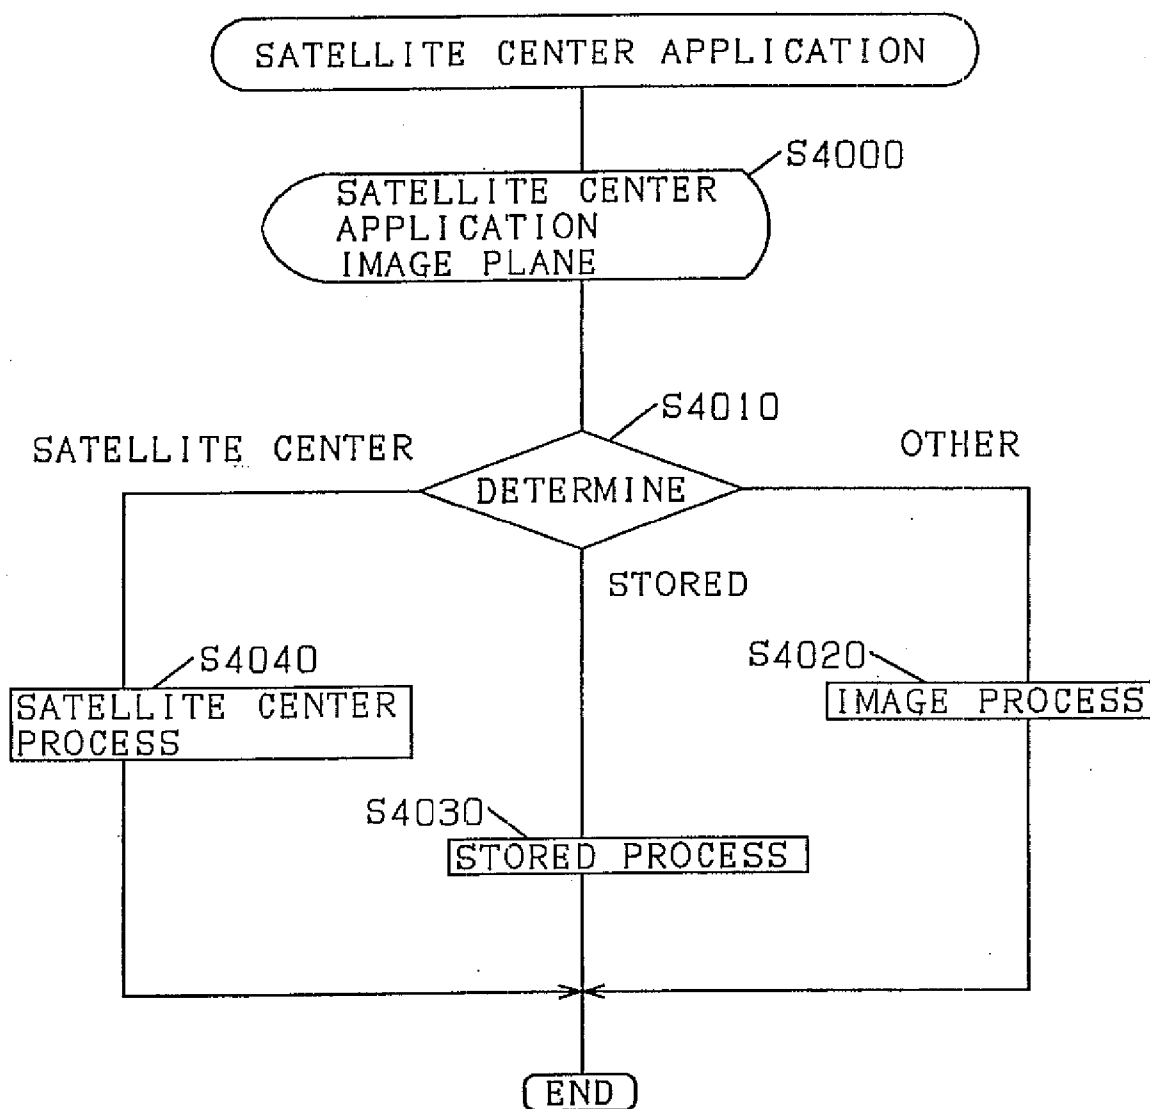 SATELLITE CENTER APPLICATION
S4000
SATELLITE CENTER
APPLICATION
IMAGE PLANE
S4010
SATELLITE CENTER
OTHER
DETERMINE
STORED
S4040
S4020
SATELLITE CENTER
PROCESS
IMAGE PROCESS
S4030
STORED PROCESS
END